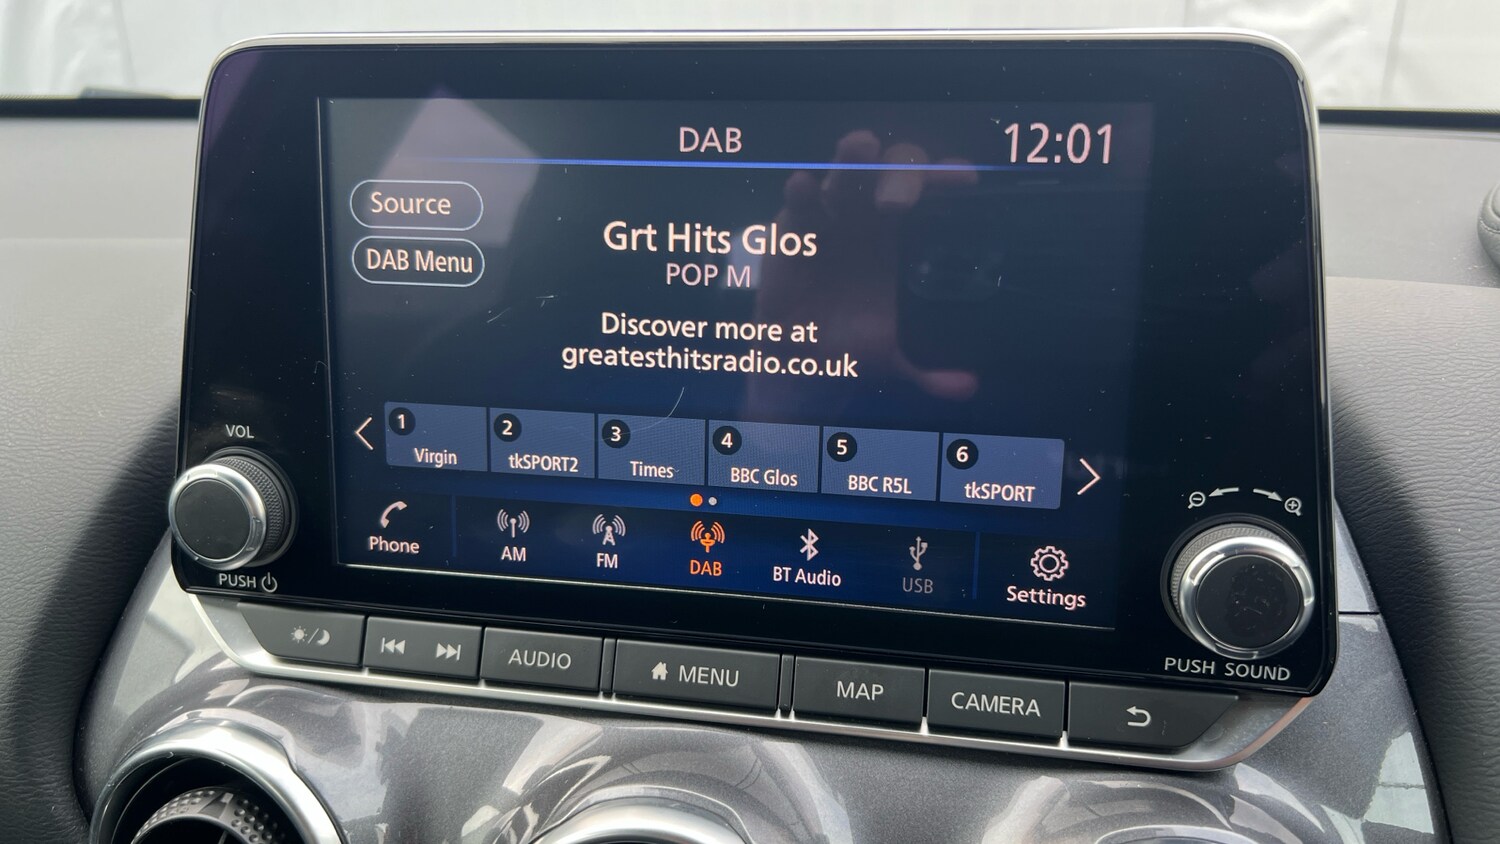 DAB
12:01
Source
DAB Menu
Grt Hits Glos
POP M
Discover more at
greatesthitsradio.co.uk
1
Virgin
2
tkSPORT2
3
Times
4
BBC Glos
5
BBC R5L
6
tkSPORT
Phone
AM
FM
DAB
BT Audio
USB
Settings
VOL
PUSH
PUSH SOUND
AUDIO
MENU
MAP
CAMERA